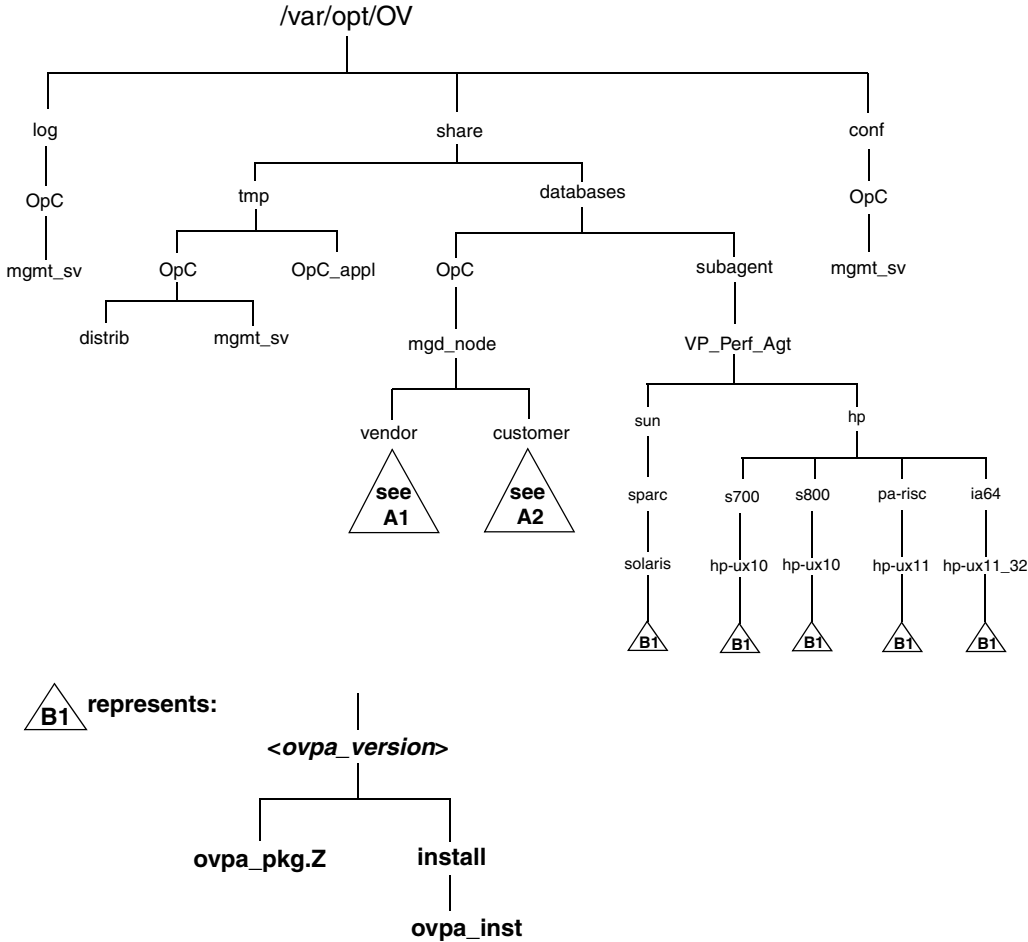 /var/opt/OV
log share conf
tmp databases
OpC OpC
mgmt_sv OpC OpC_appl OpC subagent mgmt_sv
distrib mgmt_sv mgd_node VP_Perf_Agt
sun hp
vendor customer
see A1
see A2
sparc s700 s800 pa-risc ia64
solaris hp-ux10 hp-ux10 hp-ux11 hp-ux11_32
B1 B1 B1 B1 B1
B1 represents:
<ovpa_version>
ovpa_pkg.Z install
ovpa_inst